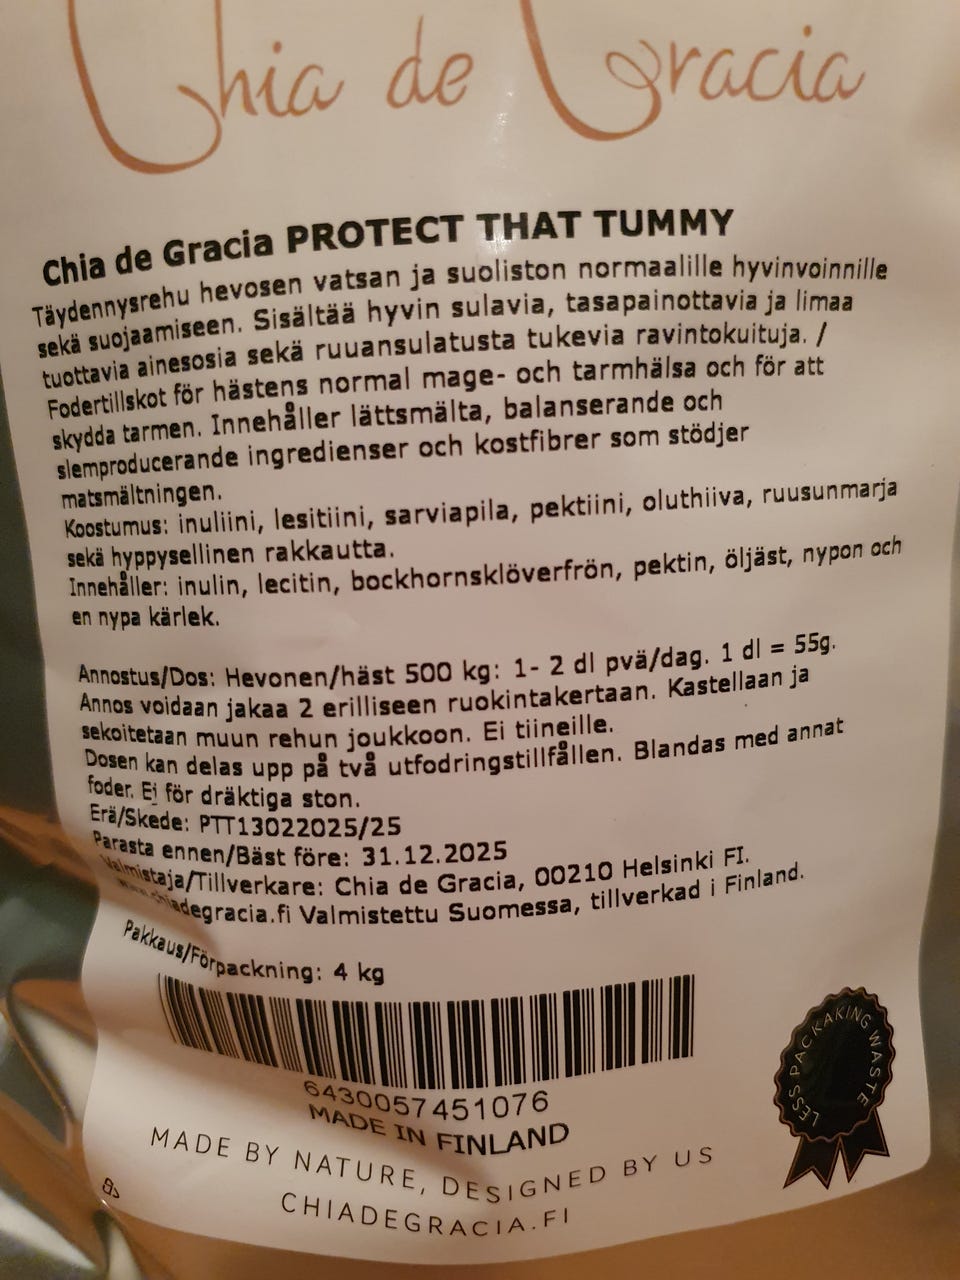 Chia de Gracia
Chia de Gracia PROTECT THAT TUMMY
Täydennysrehu hevosen vatsan ja suoliston normaalille hyvinvoinnille
sekä suojaamiseen. Sisältää hyvin sulavia, tasapainottavia ja limaa
tuottavia ainesosia sekä ruuansulatusta tukevia ravintokuituja. /
Fodertillskot för hästens normal mage- och tarmhälsa och för att
skydda tarmen. Innehåller lättsmälta, balanserande och
slemproducerande ingredienser och kostfibrer som stödjer
matsmältningen.
Koostumus: inuliini, lesitiini, sarviapila, pektiini, oluthiiva, ruusunmarja
sekä hyppysellinen rakkautta.
Innehåller: inulin, lecitin, bockhornsklöverfrön, pektin, öljäst, nypon och
en nypa kärlek.
Annostus/Dos: Hevonen/häst 500 kg: 1- 2 dl pvä/dag. 1 dl = 55g.
Annos voidaan jakaa 2 erilliseen ruokintakertaan. Kastellaan ja
sekoitetaan muun rehun joukkoon. Ei tiineille.
Dosen kan delas upp på två utfodringstillfällen. Blandas med annat
foder. Ej för dräktiga ston.
Erä/Skede: PTT13022025/25
Parasta ennen/Bäst före: 31.12.2025
Valmistaja/Tillverkare: Chia de Gracia, 00210 Helsinki FI.
www.chiadegracia.fi Valmistettu Suomessa, tillverkad i Finland.
Pakkaus/Förpackning: 4 kg
6430057451076
MADE IN FINLAND
LESS PACKAKING WASTE
MADE BY NATURE, DESIGNED BY US
CHIADEGRACIA.FI